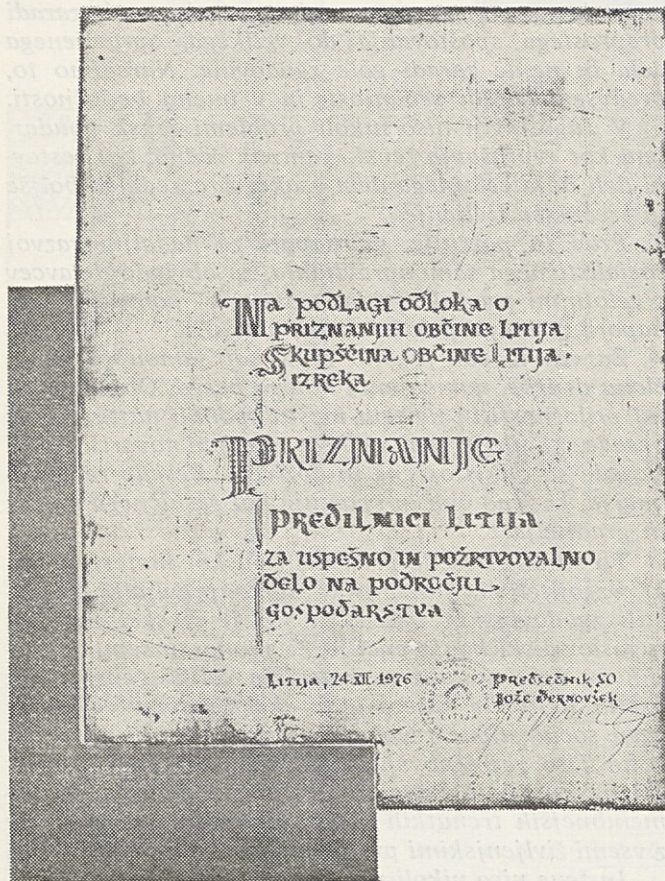 Na podlagi odloka o
priznanjih občine Litija
Skupščina občine Litija
izreka
PRIZNANJE
Predilnici Litija
za uspešno in požrtvovalno
delo na področju
gospodarstva
Litija, 24. XII. 1976
Predsednik SO
Jože Dernovšek